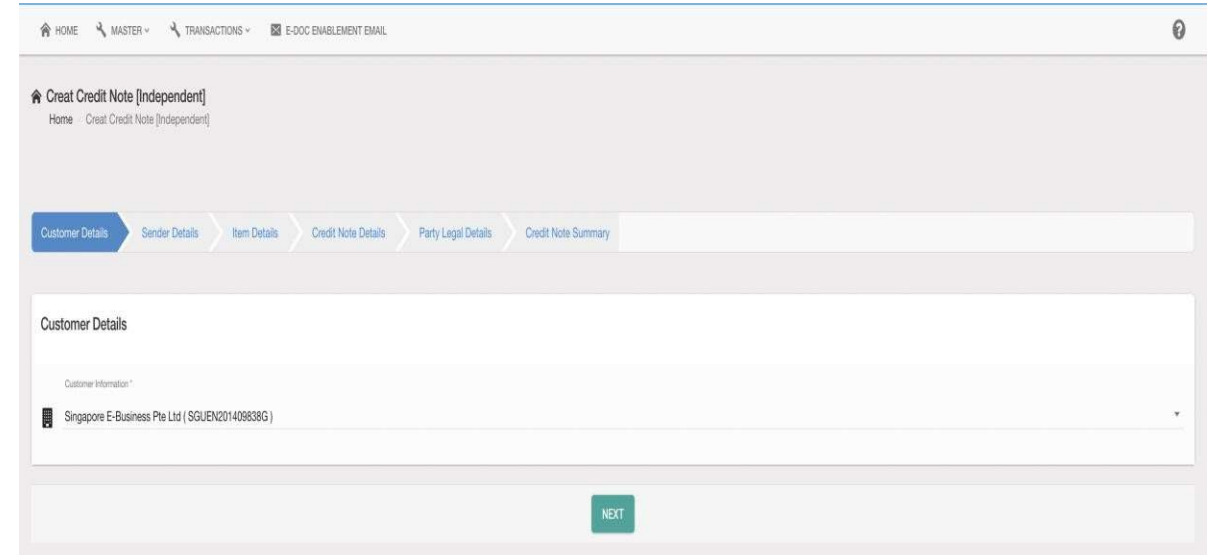 HOME MASTER TRANSACTIONS E-DOC ENABLEMENT EMAIL
Creat Credit Note [Independent]
Home Creat Credit Note [Independent]
Customer Details Sender Details Item Details Credit Note Details Party Legal Details Credit Note Summary
Customer Details
Customer Information *
Singapore E-Business Pte Ltd ( SGUEN201409838G )
NEXT